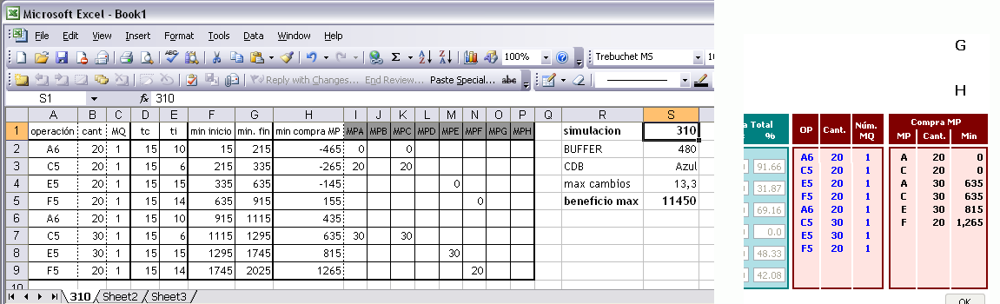 Microsoft Excel - Book1
File Edit View Insert Format Tools Data Window Help
100% Trebuchet MS
Reply with Changes... End Review... Paste Special... abc
S1 fx 310
A B C D E F G H I J K L M N O P Q R S
1 operación cant MQ tc ti min inicio min. fin min compra MP MPA MPB MPC MPL MPE MPF MPG MPH simulacion 310
2 A6 20 1 15 10 15 215 -465 0 0 BUFFER 480
3 C5 20 1 15 6 215 335 -265 20 20 CDB Azul
4 E5 20 1 15 15 335 635 -145 0 max cambios 13,3
5 F5 20 1 15 14 635 915 155 0 beneficio max 11450
6 A6 20 1 15 10 915 1115 435
7 C5 30 1 15 6 1115 1295 635 30 30
8 E5 30 1 15 15 1295 1745 815 30
9 F5 20 1 15 14 1745 2025 1265 20
10
310 Sheet2 Sheet3
G
H
a Total
%
91.66
31.87
69.16
0.0
48.33
42.08
OP Cant. Núm. MQ
A6 20 1
C5 20 1
E5 20 1
F5 20 1
A6 20 1
C5 30 1
E5 30 1
F5 20 1
Compra MP
MP Cant. Min
A 20 0
C 20 0
A 30 635
C 30 635
E 30 815
F 20 1,265
OK